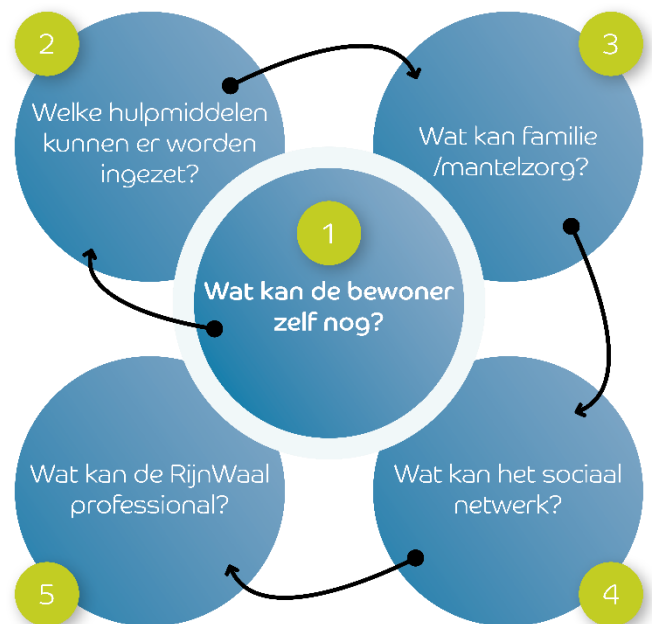 1
Wat kan de bewoner
zelf nog?
2
Welke hulpmiddelen
kunnen er worden
ingezet?
3
Wat kan familie
/mantelzorg?
4
Wat kan het sociaal
netwerk?
5
Wat kan de RijnWaal
professional?